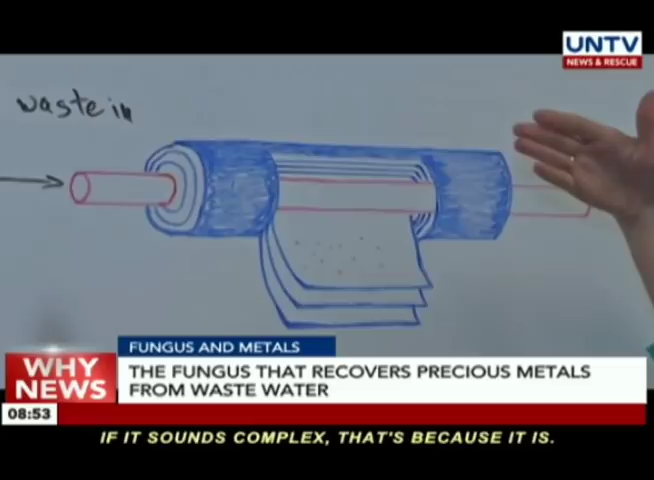 UNTV
NEWS & RESCUE
waste in
FUNGUS AND METALS
WHY
NEWS
THE FUNGUS THAT RECOVERS PRECIOUS METALS
FROM WASTE WATER
08:53
IF IT SOUNDS COMPLEX, THAT'S BECAUSE IT IS.